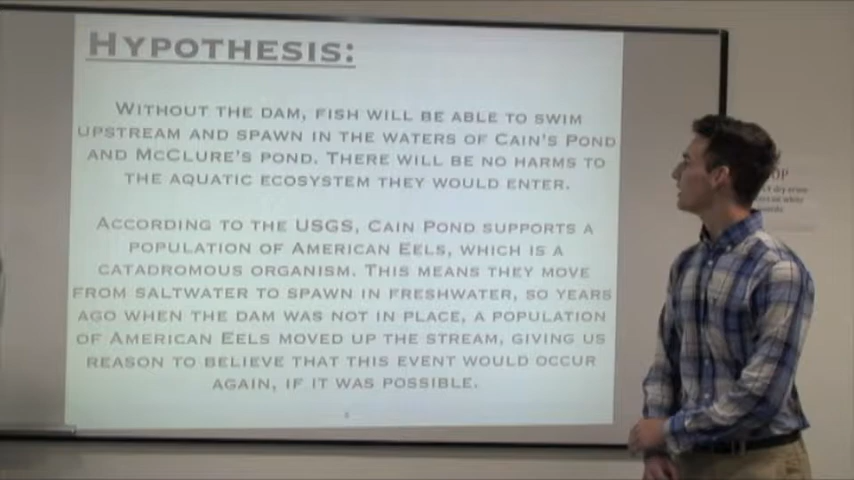 HYPOTHESIS:
WITHOUT THE DAM, FISH WILL BE ABLE TO SWIM
UPSTREAM AND SPAWN IN THE WATERS OF CAIN'S POND
AND MCCLURE'S POND. THERE WILL BE NO HARMS TO
THE AQUATIC ECOSYSTEM THEY WOULD ENTER.
ACCORDING TO THE USGS, CAIN POND SUPPORTS A
POPULATION OF AMERICAN EELS, WHICH IS A
CATADROMOUS ORGANISM. THIS MEANS THEY MOVE
FROM SALTWATER TO SPAWN IN FRESHWATER, SO YEARS
AGO WHEN THE DAM WAS NOT IN PLACE, A POPULATION
OF AMERICAN EELS MOVED UP THE STREAM, GIVING US
REASON TO BELIEVE THAT THIS EVENT WOULD OCCUR
AGAIN, IF IT WAS POSSIBLE.